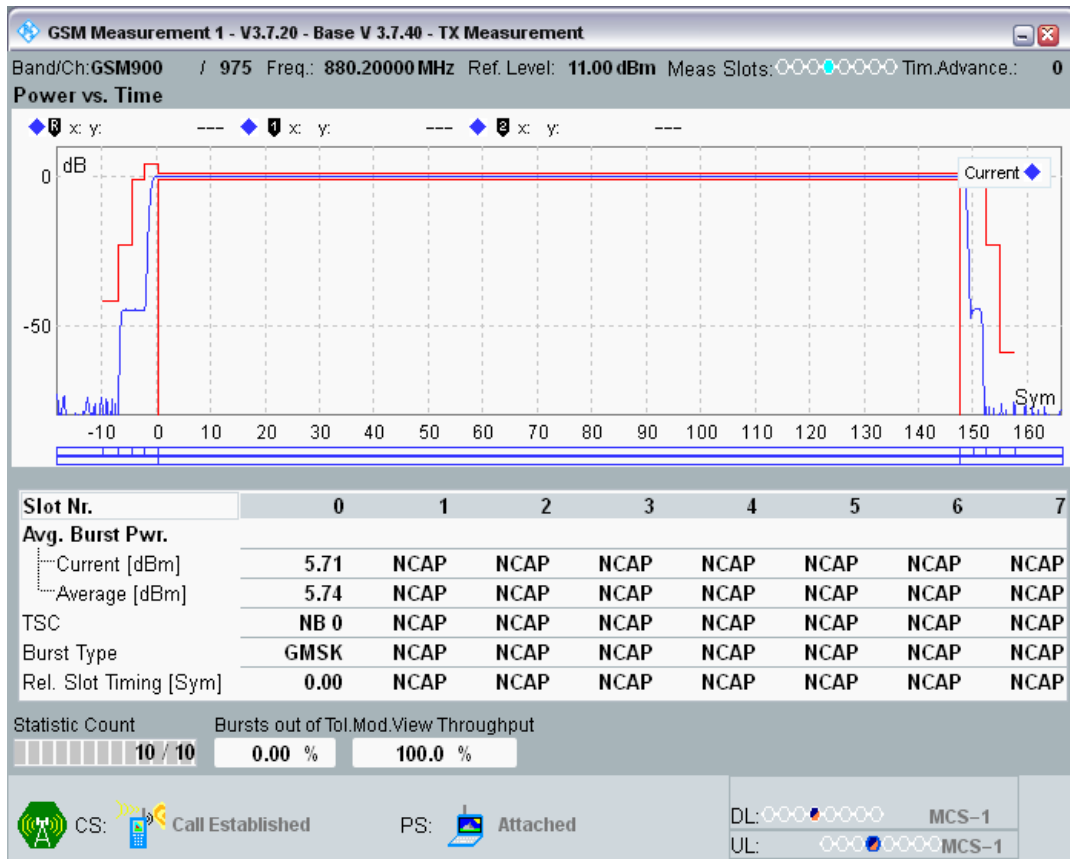 GSM Measurement 1 - V3.7.20 - Base V 3.7.40 - TX Measurement
Band/Ch:GSM900 / 975 Freq.: 880.20000 MHz Ref. Level: 11.00 dBm Meas Slots: Tim.Advance.: 0
Power vs. Time
R x: y: --- 1 x: y: --- 2 x: y: ---
dB
Current
0
-50
Sym
-10 0 10 20 30 40 50 60 70 80 90 100 110 120 130 140 150 160
Slot Nr. 0 1 2 3 4 5 6 7
Avg. Burst Pwr.
Current [dBm] 5.71 NCAP NCAP NCAP NCAP NCAP NCAP NCAP
Average [dBm] 5.74 NCAP NCAP NCAP NCAP NCAP NCAP NCAP
TSC NB 0 NCAP NCAP NCAP NCAP NCAP NCAP NCAP
Burst Type GMSK NCAP NCAP NCAP NCAP NCAP NCAP NCAP
Rel. Slot Timing [Sym] 0.00 NCAP NCAP NCAP NCAP NCAP NCAP NCAP
Statistic Count Bursts out of Tol.Mod.View Throughput
10 / 10 0.00 % 100.0 %
CS: Call Established PS: Attached
DL: MCS-1
UL: MCS-1